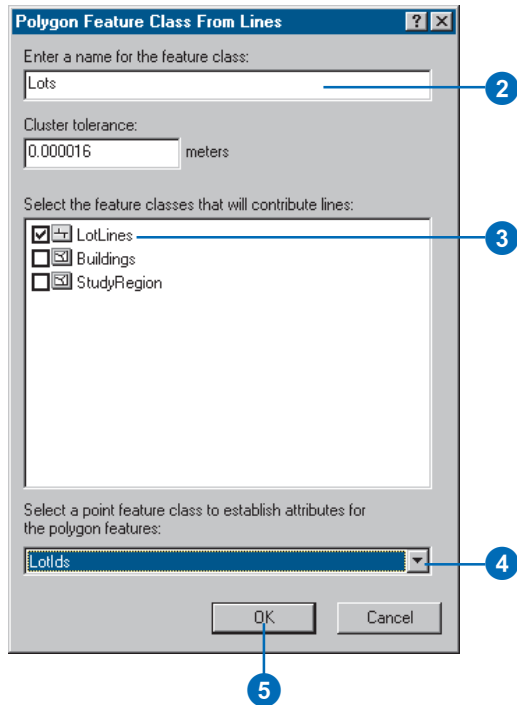 Polygon Feature Class From Lines
Enter a name for the feature class:
Lots
2
Cluster tolerance:
0.000016 meters
Select the feature classes that will contribute lines:
LotLines
3
Buildings
StudyRegion
Select a point feature class to establish attributes for
the polygon features:
LotIds
4
OK
Cancel
5